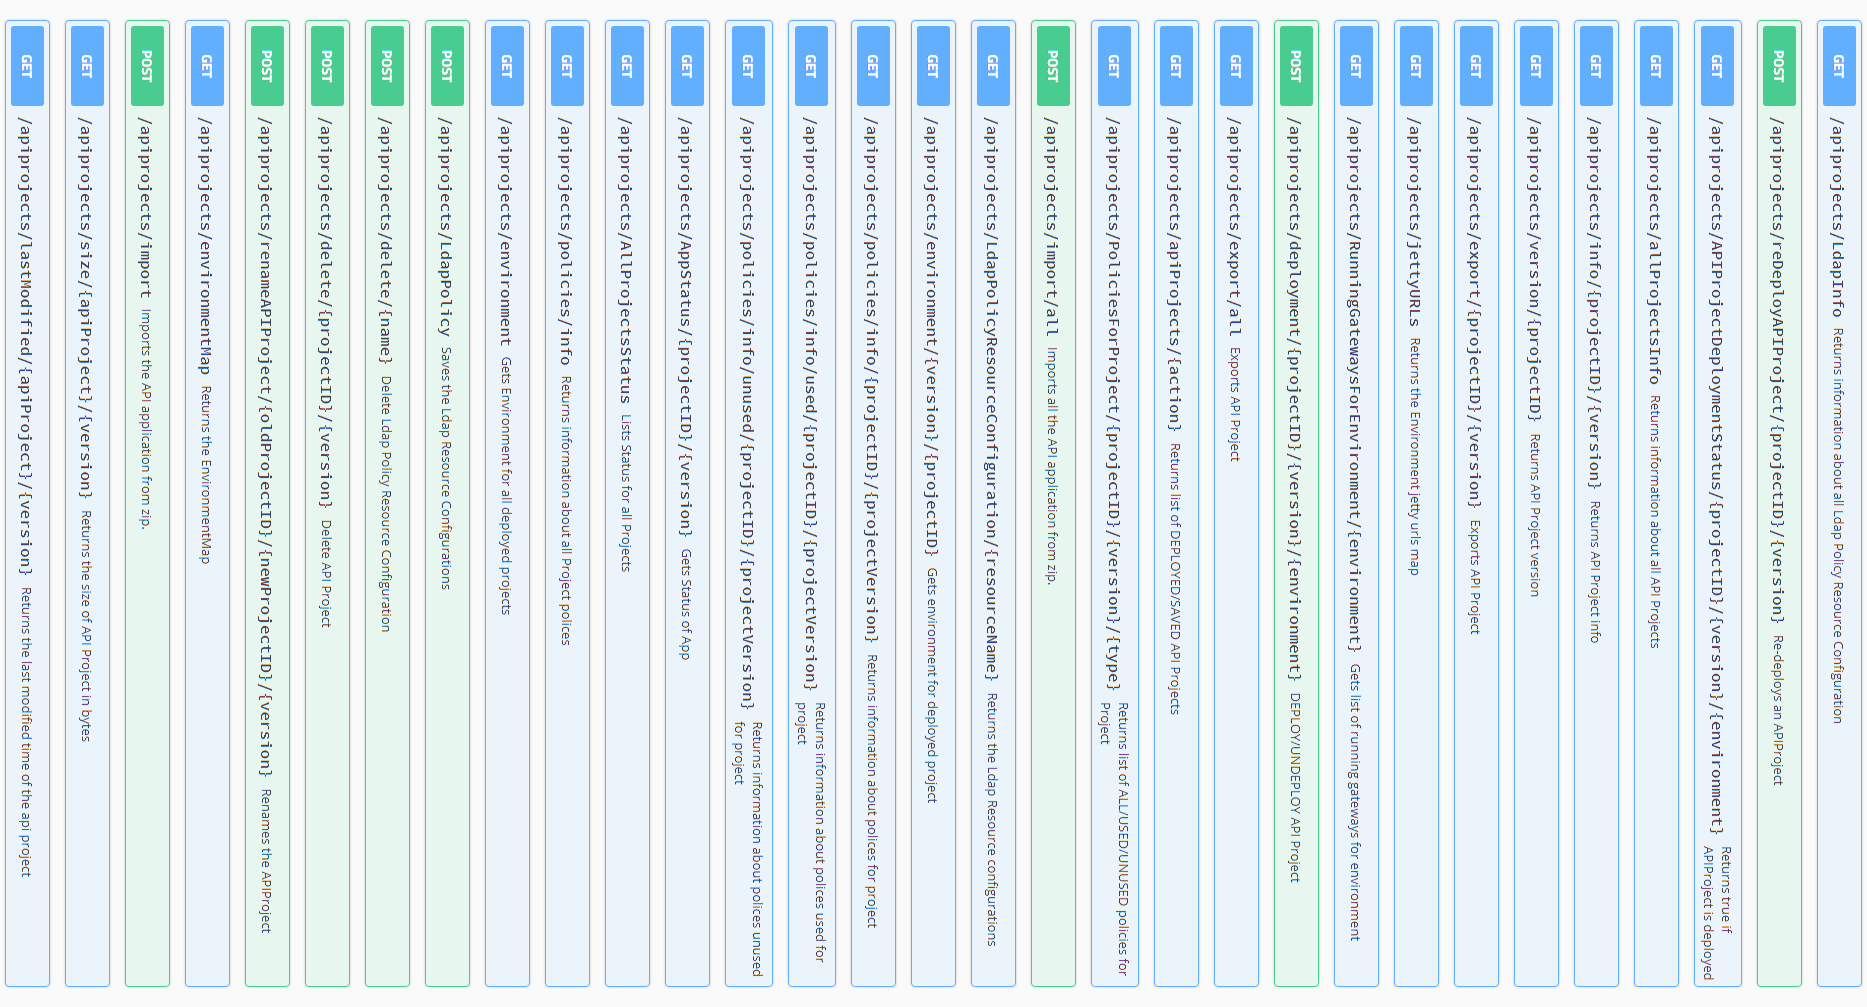 GET /apiprojects/LdapInfo Returns information about all Ldap Policy Resource Configuration
POST /apiprojects/reDeployAPIProject/{projectID}/{version} Re-deploys an APIProject
GET /apiprojects/APIProjectDeploymentStatus/{projectID}/{version}/{environment} Returns true if
APIProject is deployed
GET /apiprojects/allProjectsInfo Returns information about all API Projects
GET /apiprojects/info/{projectID}/{version} Returns API Project info
GET /apiprojects/version/{projectID} Returns API Project version
GET /apiprojects/export/{projectID}/{version} Exports API Project
GET /apiprojects/jettyURLs Returns the Environment jetty urls map
GET /apiprojects/RunningGatewaysForEnvironment/{environment} Gets list of running gateways for environment
POST /apiprojects/deployment/{projectID}/{version}/{environment} DEPLOY/UNDEPLOY API Project
GET /apiprojects/export/all Exports API Project
GET /apiprojects/apiProjects/{action} Returns list of DEPLOYED/SAVED API Projects
GET /apiprojects/PoliciesForProject/{projectID}/{version}/{type} Returns list of ALL/USED/UNUSED policies for
Project
POST /apiprojects/import/all Imports all the API application from zip.
GET /apiprojects/LdapPolicyResourceConfiguration/{resourceName} Returns the Ldap Resource configurations
GET /apiprojects/environment/{version}/{projectID} Gets environment for deployed project
GET /apiprojects/policies/info/{projectID}/{projectVersion} Returns information about polices for project
GET /apiprojects/policies/info/used/{projectID}/{projectVersion} Returns information about polices used for
project
GET /apiprojects/policies/info/unused/{projectID}/{projectVersion} Returns information about polices unused
for project
GET /apiprojects/AppStatus/{projectID}/{version} Gets Status of App
GET /apiprojects/AllProjectsStatus Lists Status for all Projects
GET /apiprojects/policies/info Returns information about all Project polices
GET /apiprojects/environment Gets Environment for all deployed projects
POST /apiprojects/LdapPolicy Saves the Ldap Resource Configurations
POST /apiprojects/delete/{name} Delete Ldap Policy Resource Configuration
POST /apiprojects/delete/{projectID}/{version} Delete API Project
POST /apiprojects/renameAPIProject/{oldProjectID}/{newProjectID}/{version} Renames the APIProject
GET /apiprojects/environmentMap Returns the EnvironmentMap
POST /apiprojects/import Imports the API application from zip.
GET /apiprojects/size/{apiProject}/{version} Returns the size of API Project in bytes
GET /apiprojects/lastModified/{apiProject}/{version} Returns the last modified time of the api project